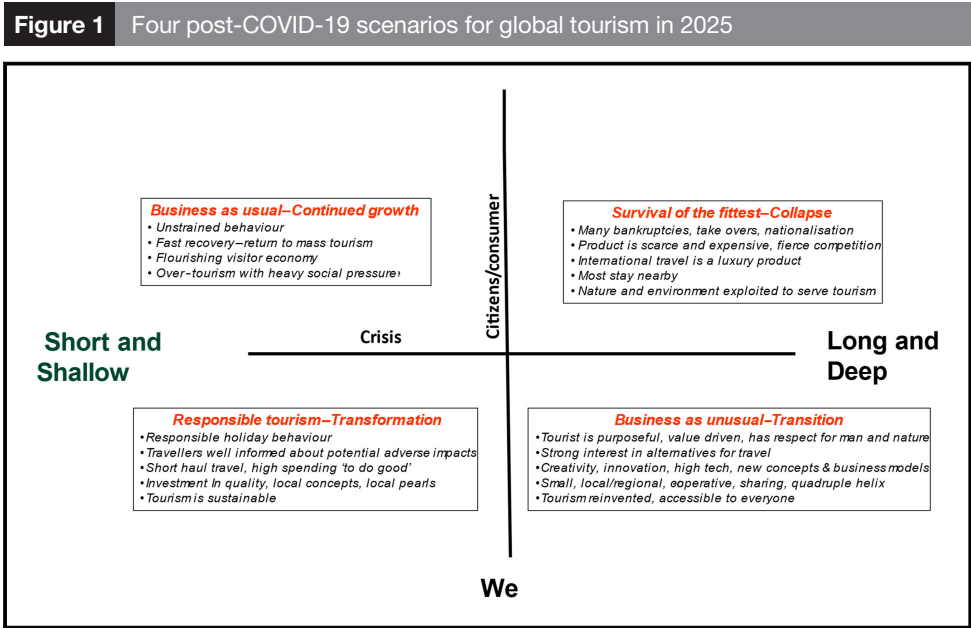 Figure 1 Four post-COVID-19 scenarios for global tourism in 2025
Citizens/consumer
Business as usual–Continued growth
• Unstrained behaviour
• Fast recovery–return to mass tourism
• Flourishing visitor economy
• Over-tourism with heavy social pressure
Survival of the fittest–Collapse
• Many bankruptcies, take overs, nationalisation
• Product is scarce and expensive, fierce competition
• International travel is a luxury product
• Most stay nearby
• Nature and environment exploited to serve tourism
Short and
Shallow
Crisis
Long and
Deep
Responsible tourism–Transformation
•Responsible holiday behaviour
•Travellers well informed about potential adverse impacts
•Short haul travel, high spending ‘to do good’
•Investment In quality, local concepts, local pearls
•Tourism is sustainable
Business as unusual–Transition
•Tourist is purposeful, value driven, has respect for man and nature
•Strong interest in alternatives for travel
•Creativity, innovation, high tech, new concepts & business models
•Small, local/regional, cooperative, sharing, quadruple helix
•Tourism reinvented, accessible to everyone
We